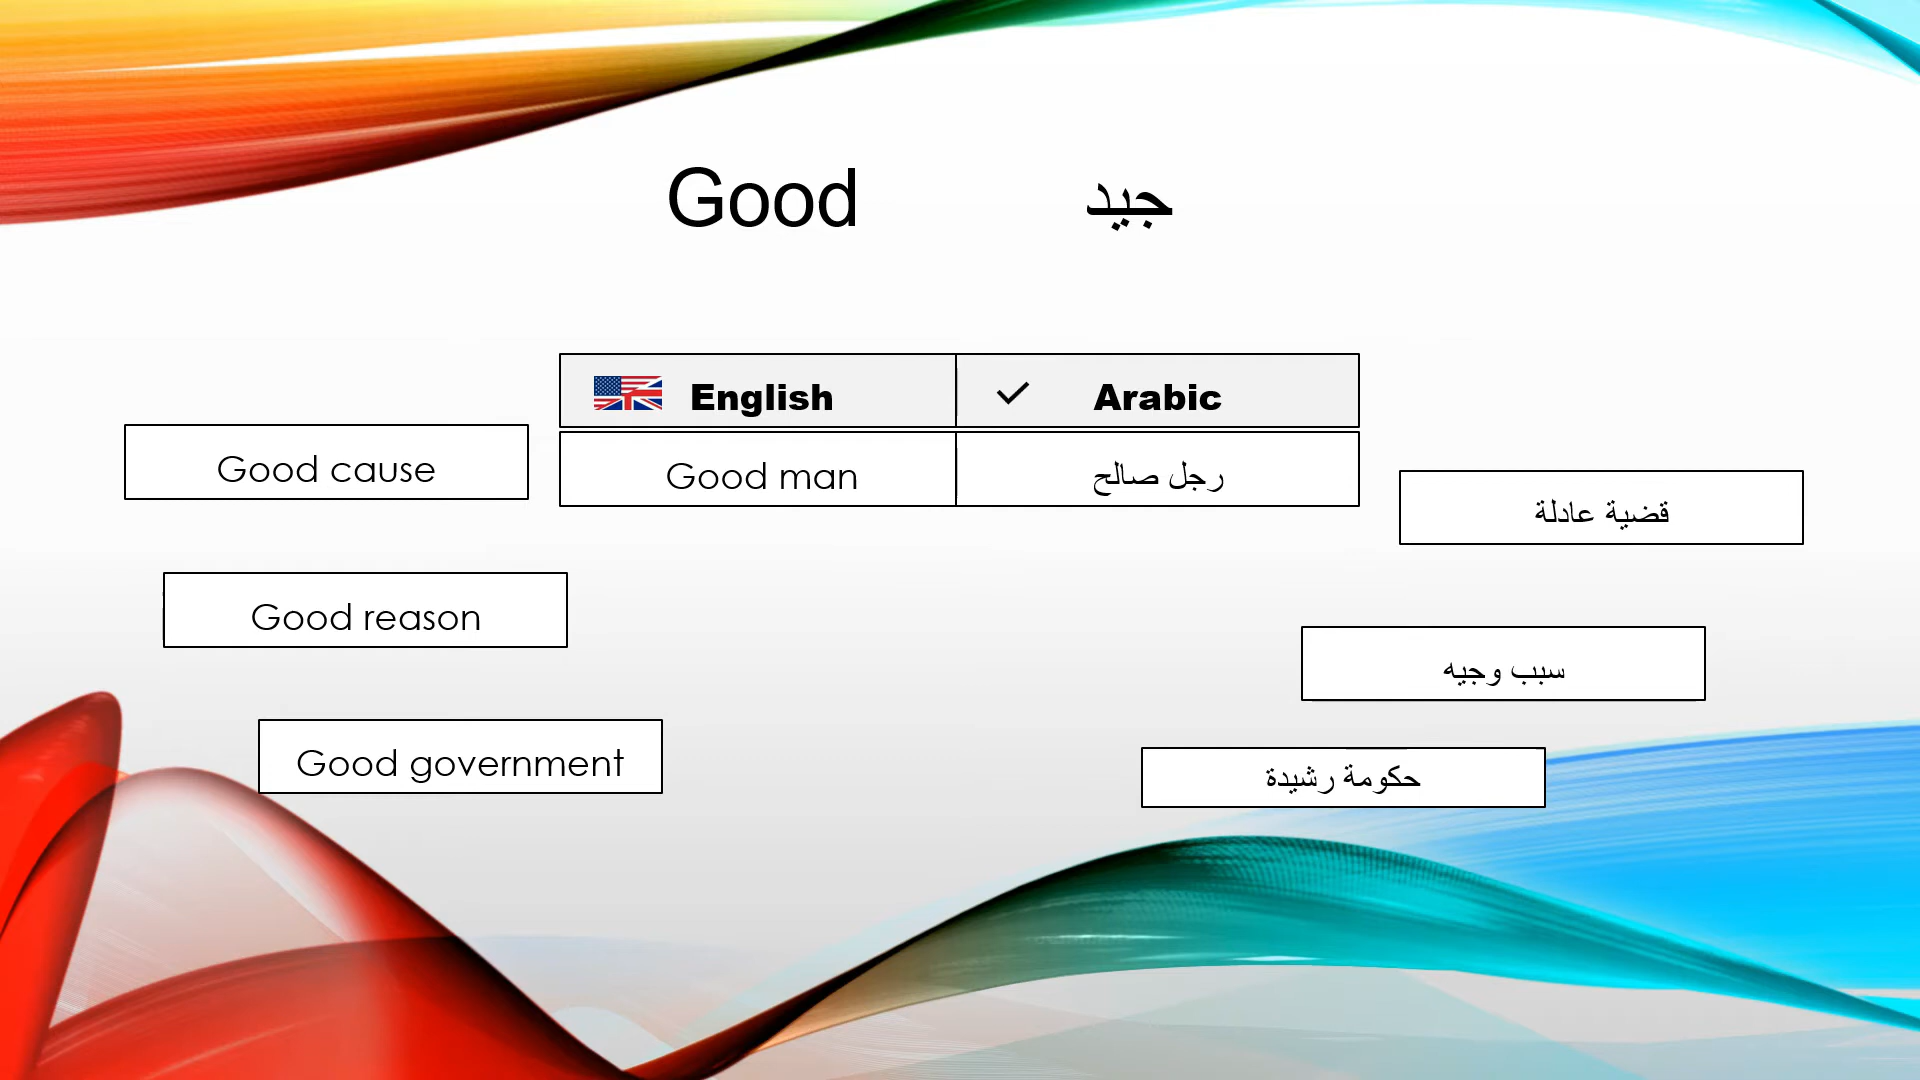 Good جيد
English Arabic
Good man رجل صالح
Good cause قضية عادلة
Good reason سبب وجيه
Good government حكومة رشيدة